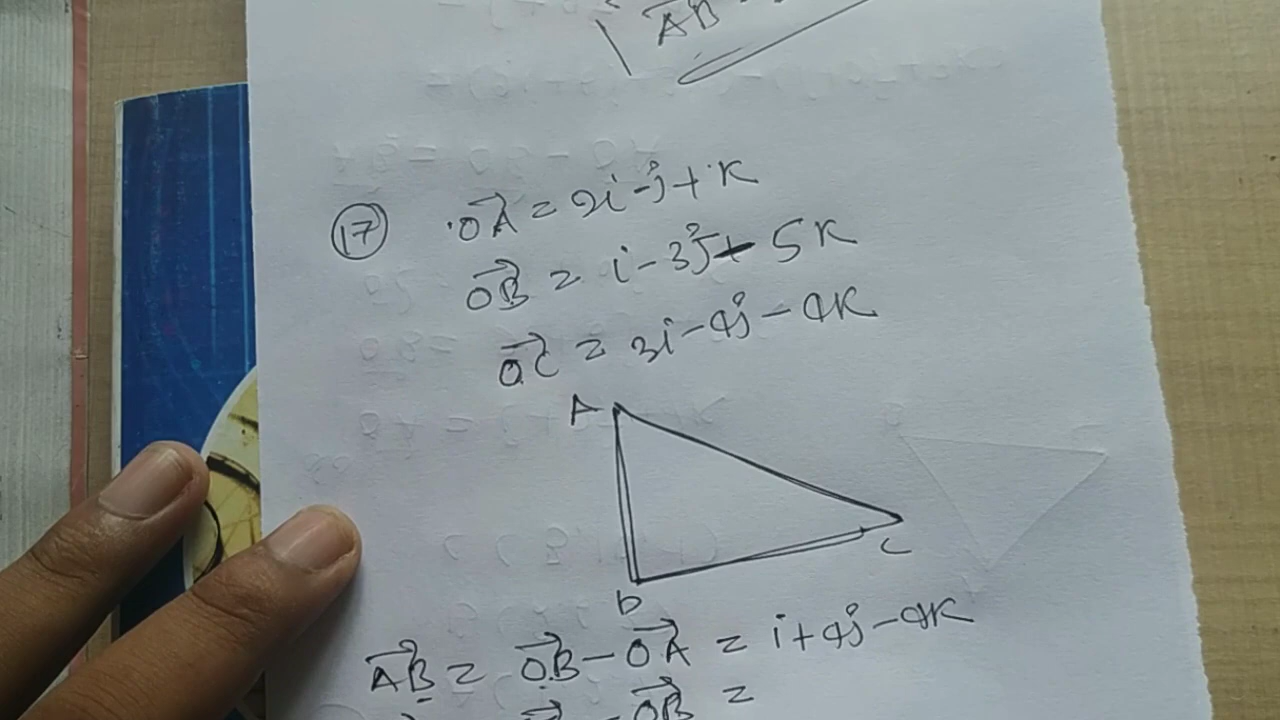 AB
17 OA = 2i - j + k
OB = i - 3j - 5k
OC = 3i - 4j - 4k
A
C
B
AB = OB - OA = i + 4j - 4k
- OB =